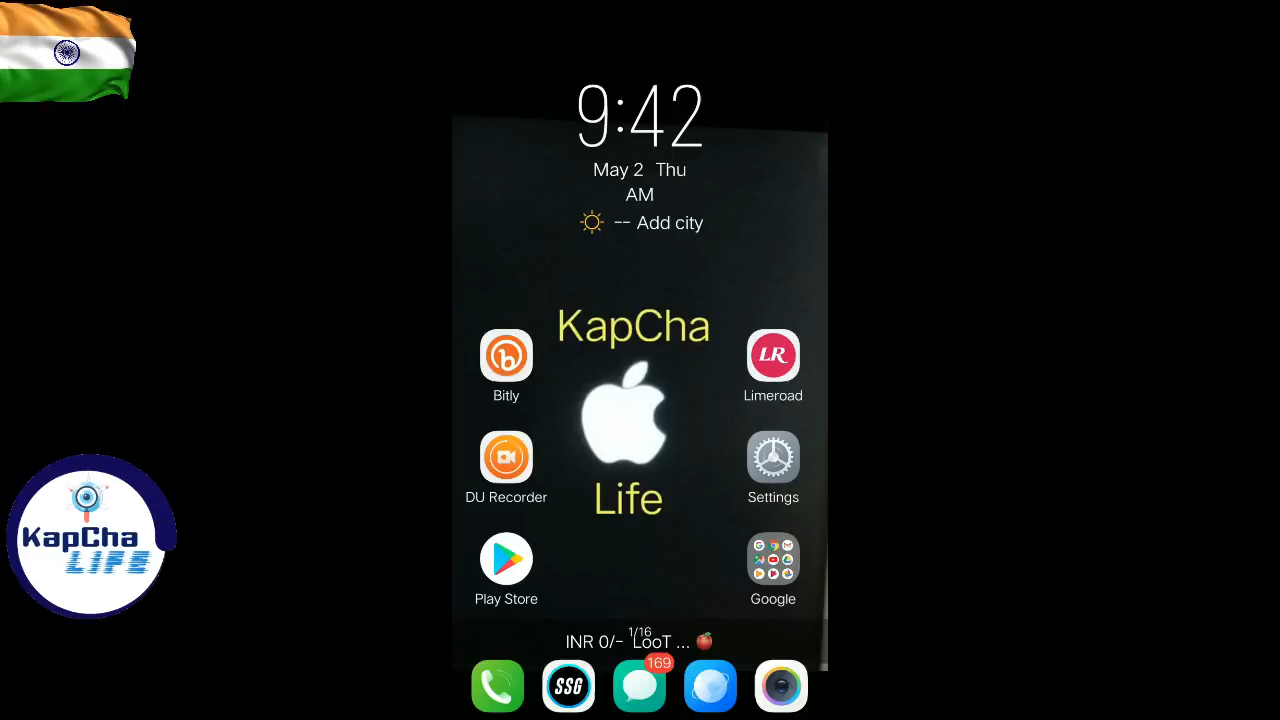 9:42
May 2 Thu
AM
-- Add city
KapCha
Bitly
LR
Limeroad
DU Recorder
Settings
Life
Play Store
Google
1/16
INR 0/- LooT ...
169
SSG
KapCha
LIFE